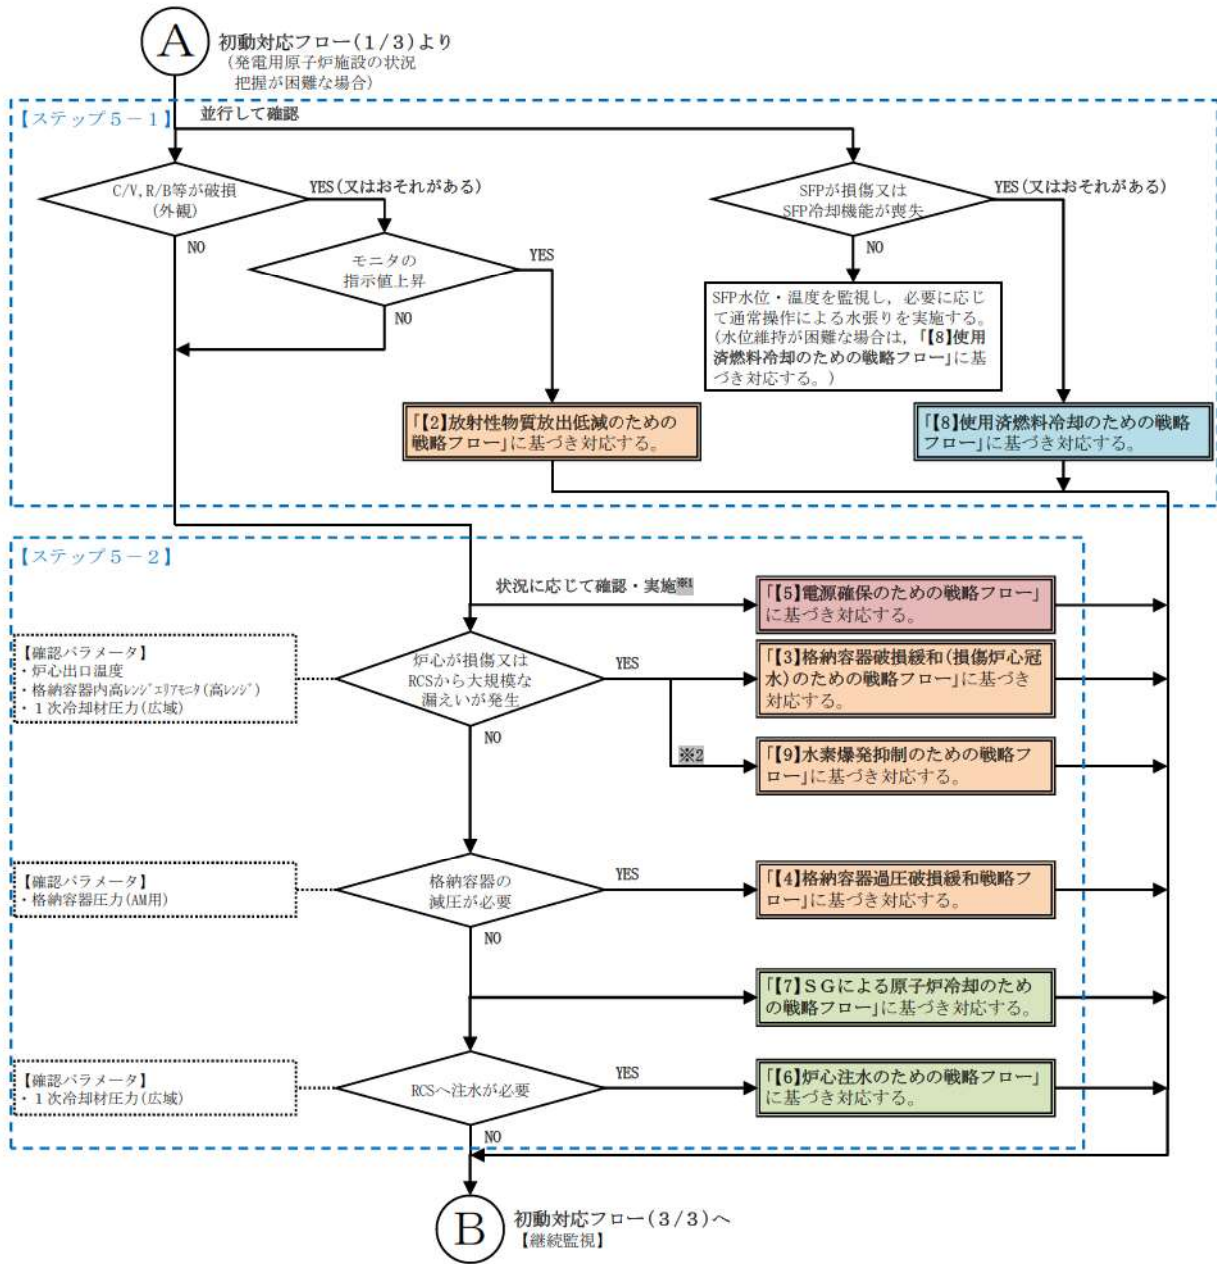 A
初動対応フロー(1/3)より
(発電用原子炉施設の状況
把握が困難な場合)
【ステップ5-1】
並行して確認
C/V,R/B等が破損
(外観)
YES(又はおそれがある)
NO
モニタの
指示値上昇
YES
NO
SFPが損傷又は
SFP冷却機能が喪失
YES(又はおそれがある)
NO
SFP水位・温度を監視し,必要に応じ
て通常操作による水張りを実施する。
(水位維持が困難な場合は,「【8】使用
済燃料冷却のための戦略フロー」に基
づき対応する。)
「【2】放射性物質放出低減のための
戦略フロー」に基づき対応する。
「【8】使用済燃料冷却のための戦略
フロー」に基づき対応する。
【ステップ5-2】
状況に応じて確認・実施※1
「【5】電源確保のための戦略フロー」
に基づき対応する。
【確認パラメータ】
・炉心出口温度
・格納容器内高レンジエリアモニタ(高レンジ)
・1次冷却材圧力(広域)
炉心が損傷又は
RCSから大規模な
漏えいが発生
YES
NO
「【3】格納容器破損緩和(損傷炉心冠
水)のための戦略フロー」に基づき
対応する。
※2
「【9】水素爆発抑制のための戦略フ
ロー」に基づき対応する。
【確認パラメータ】
・格納容器圧力(AM用)
格納容器の
減圧が必要
YES
NO
「【4】格納容器過圧破損緩和戦略フ
ロー」に基づき対応する。
「【7】SGによる原子炉冷却のため
の戦略フロー」に基づき対応する。
【確認パラメータ】
・1次冷却材圧力(広域)
RCSへ注水が必要
YES
NO
「【6】炉心注水のための戦略フロー」
に基づき対応する。
B
初動対応フロー(3/3)へ
【継続監視】